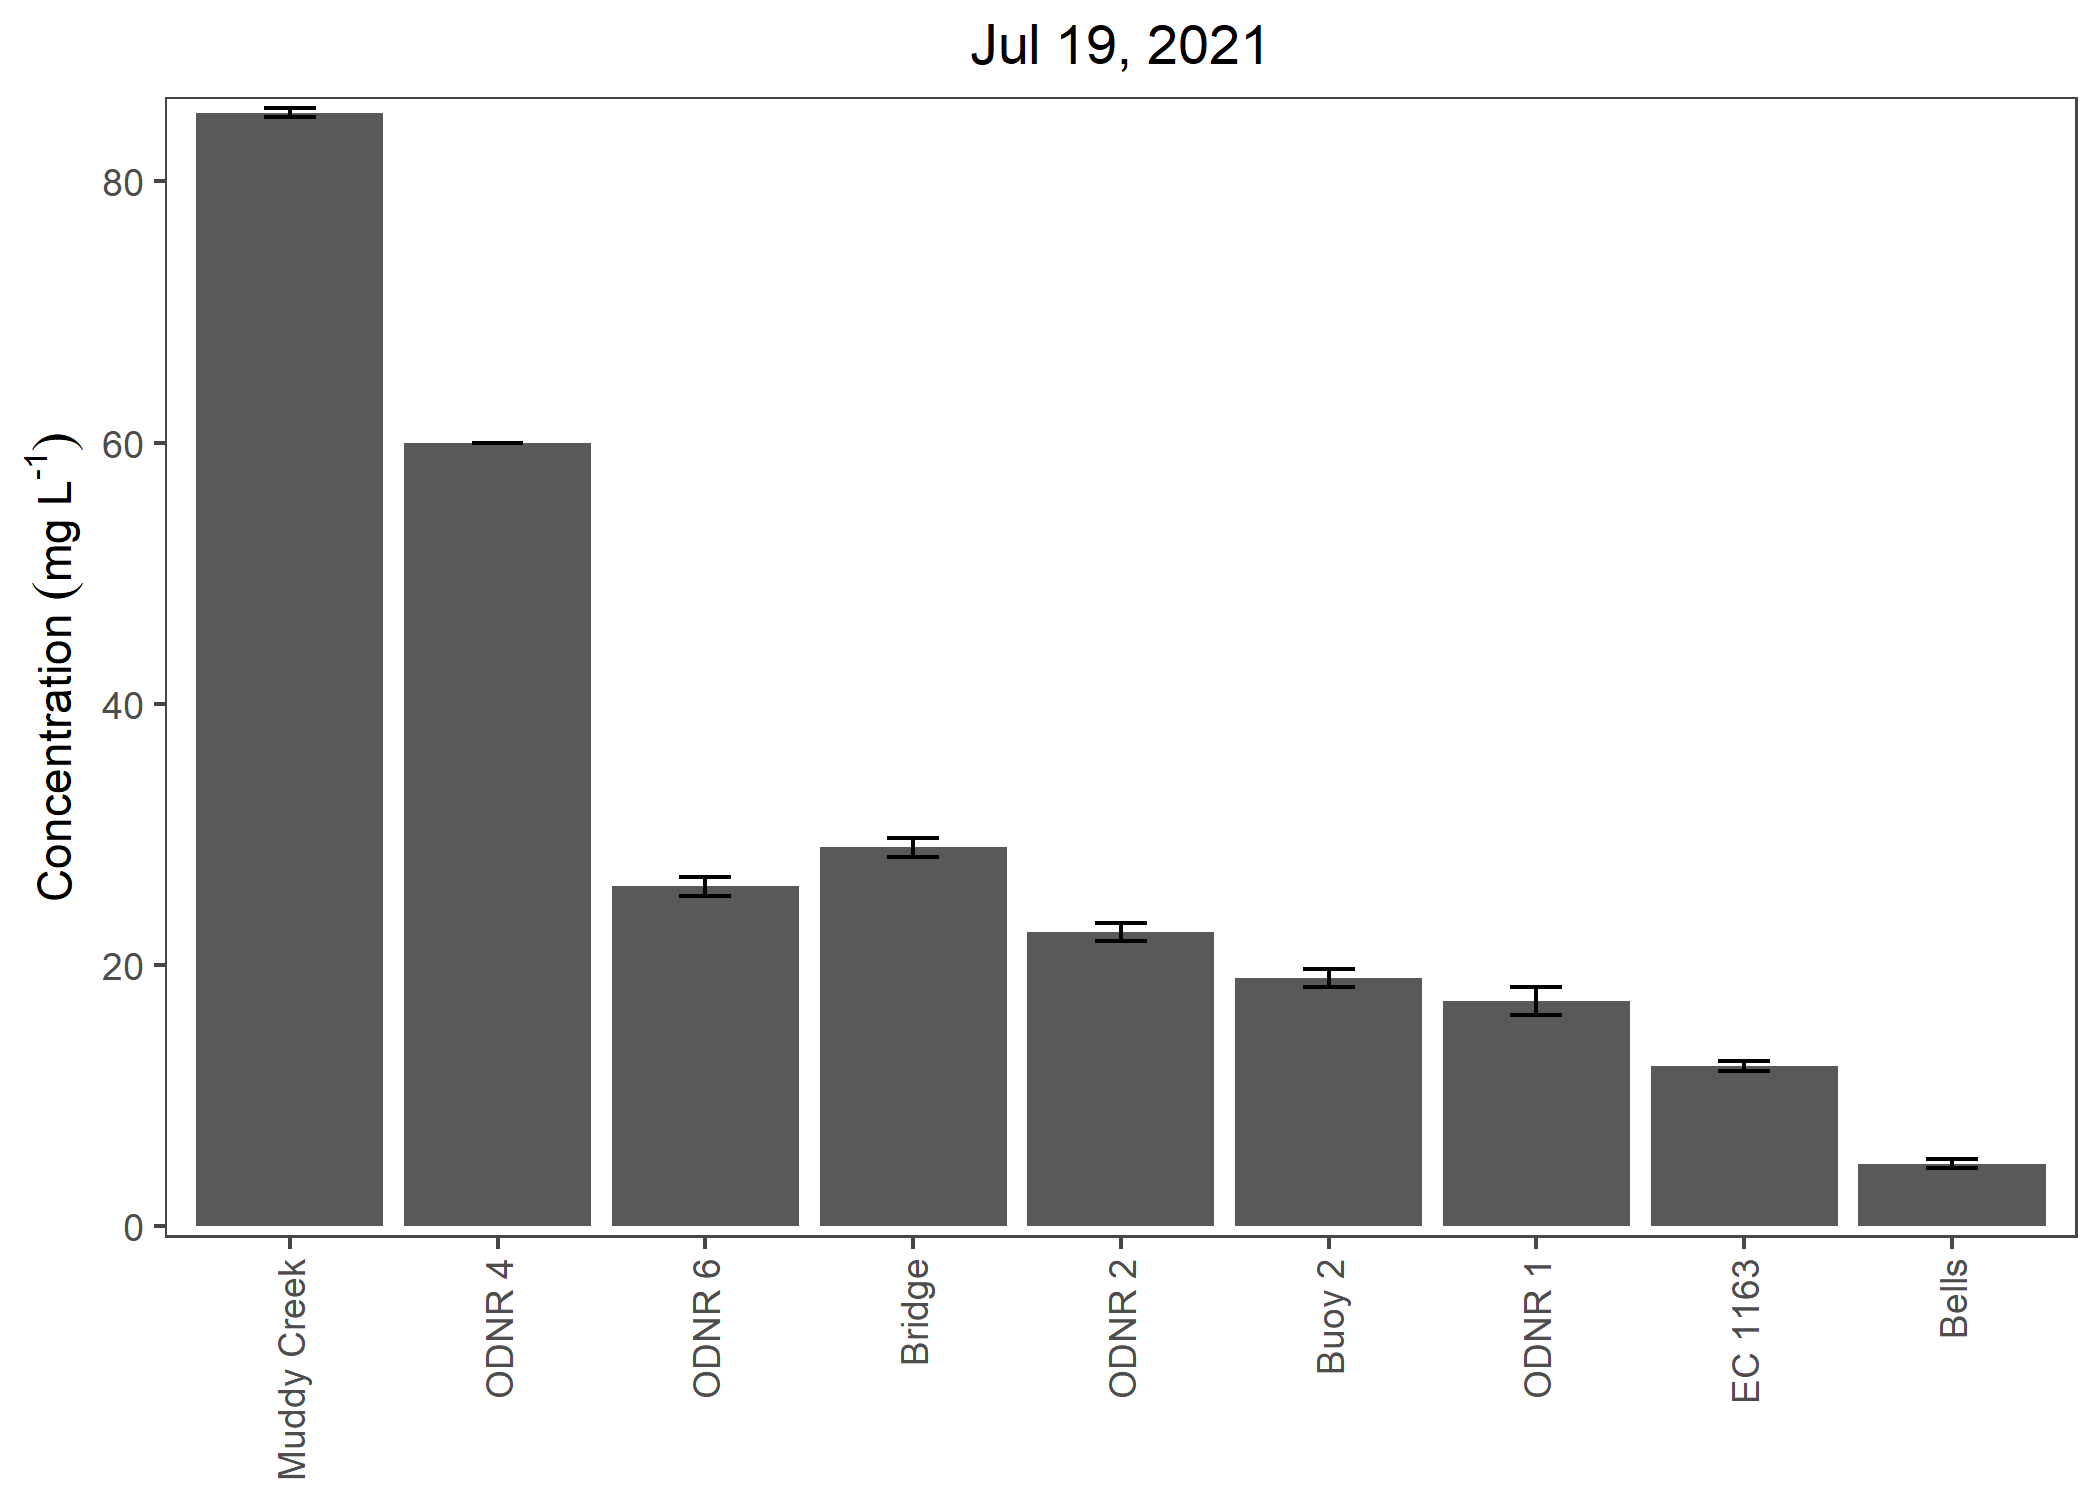 Jul 19, 2021
Concentration (mg L-1)
80
60
40
20
0
Muddy Creek
ODNR 4
ODNR 6
Bridge
ODNR 2
Buoy 2
ODNR 1
EC 1163
Bells